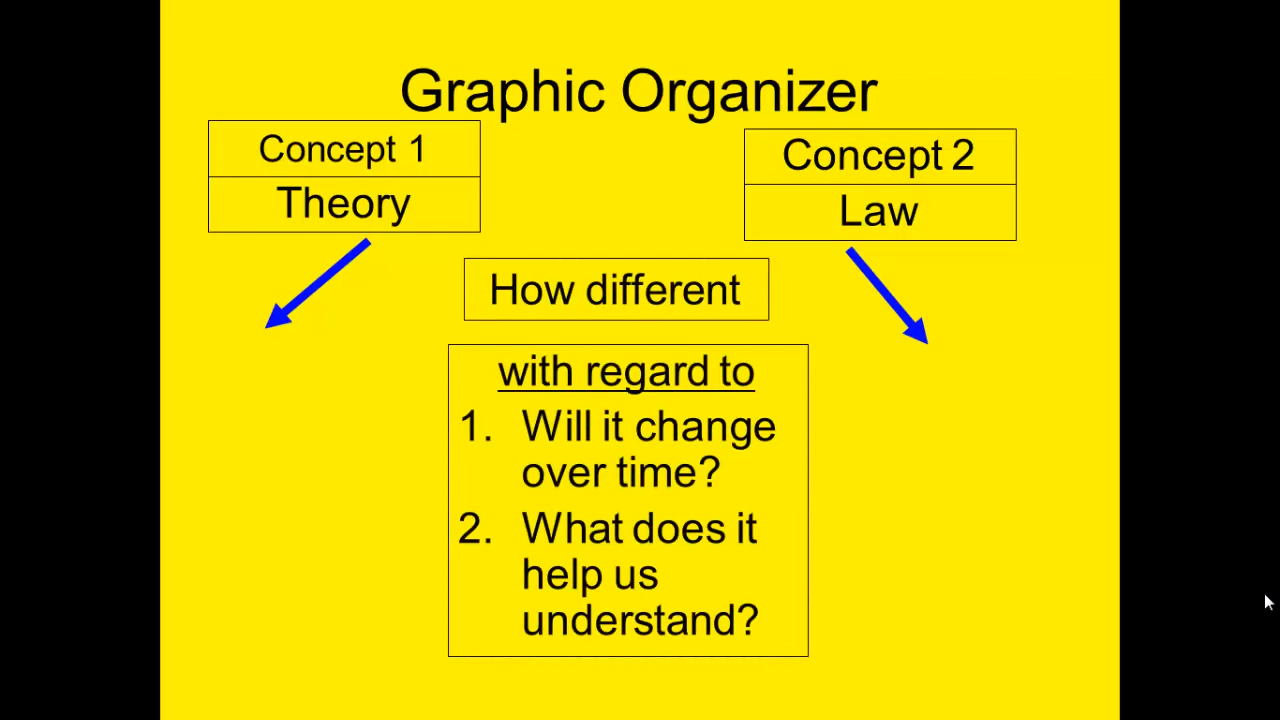 Graphic Organizer
Concept 1
Theory
Concept 2
Law
How different
with regard to
1. Will it change
over time?
2. What does it
help us
understand?